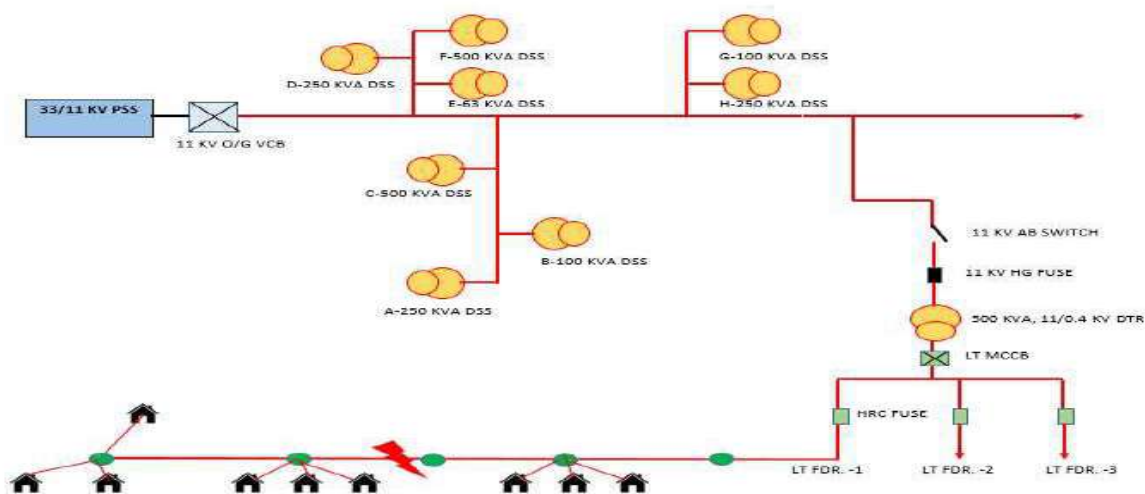 F-500 KVA DSS
G-100 KVA DSS
D-250 KVA DSS
E-63 KVA DSS
H-250 KVA DSS
33/11 KV PSS
11 KV O/G VCB
C-500 KVA DSS
11 KV AB SWITCH
B-100 KVA DSS
11 KV HG FUSE
A-250 KVA DSS
500 KVA, 11/0.4 KV DTR
LT MCCB
HRC FUSE
LT FDR. -1
LT FDR. -2
LT FDR. -3